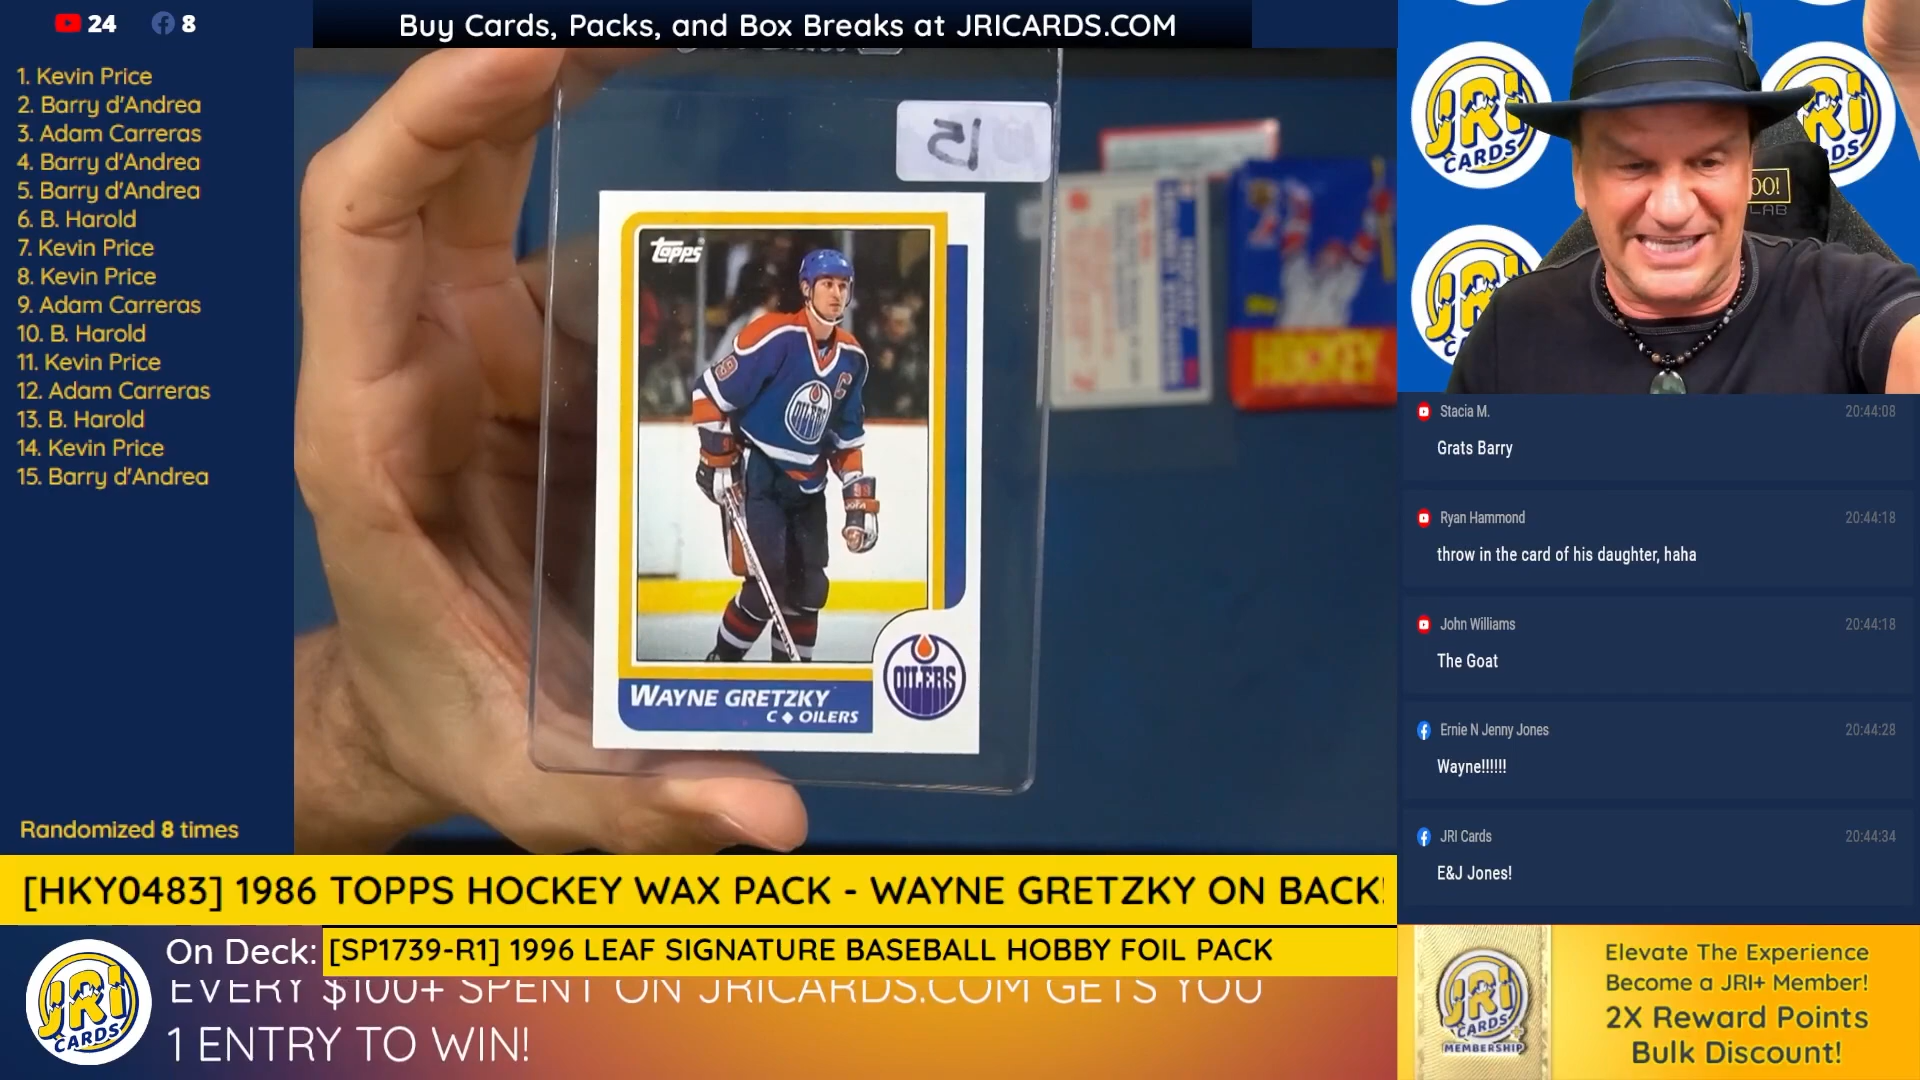 24
8
Buy Cards, Packs, and Box Breaks at JRICARDS.COM
1. Kevin Price
2. Barry d'Andrea
3. Adam Carreras
4. Barry d'Andrea
5. Barry d'Andrea
6. B. Harold
7. Kevin Price
8. Kevin Price
9. Adam Carreras
10. B. Harold
11. Kevin Price
12. Adam Carreras
13. B. Harold
14. Kevin Price
15. Barry d'Andrea
Randomized 8 times
topps
OILERS
C
WAYNE GRETZKY
C ◆ OILERS
OILERS
HOCKEY
JRI
CARDS
JRI
LAB
Stacia M. 20:44:08
Grats Barry
Ryan Hammond 20:44:18
throw in the card of his daughter, haha
John Williams 20:44:18
The Goat
Ernie N Jenny Jones 20:44:28
Wayne!!!!!!
JRI Cards 20:44:34
E&J Jones!
[HKY0483] 1986 TOPPS HOCKEY WAX PACK - WAYNE GRETZKY ON BACK!
On Deck: [SP1739-R1] 1996 LEAF SIGNATURE BASEBALL HOBBY FOIL PACK
EVERY $100+ SPENT ON JRICARDS.COM GETS YOU
1 ENTRY TO WIN!
JRI
CARDS
JRI
CARDS+
MEMBERSHIP
Elevate The Experience
Become a JRI+ Member!
2X Reward Points
Bulk Discount!